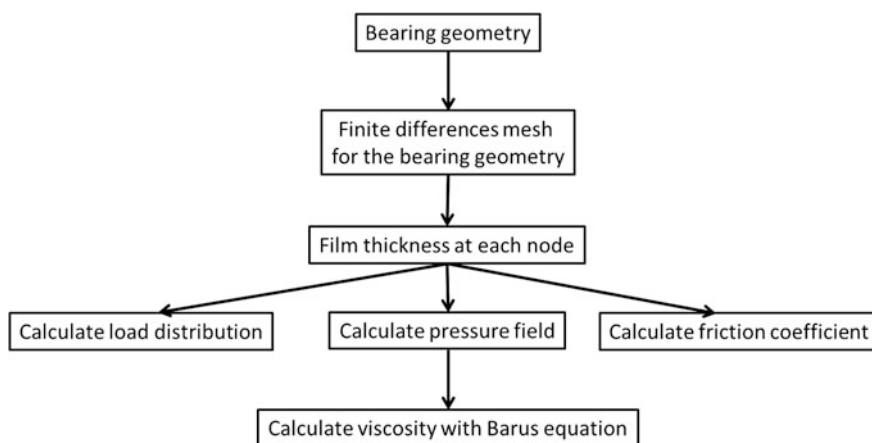 Bearing geometry
Finite differences mesh
for the bearing geometry
Film thickness at each node
Calculate load distribution
Calculate pressure field
Calculate friction coefficient
Calculate viscosity with Barus equation